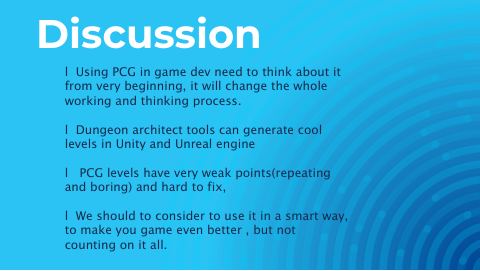 Discussion
l Using PCG in game dev need to think about it
from very beginning, it will change the whole
working and thinking process.
l Dungeon architect tools can generate cool
levels in Unity and Unreal engine
l PCG levels have very weak points(repeating
and boring) and hard to fix,
l We should to consider to use it in a smart way,
to make you game even better , but not
counting on it all.